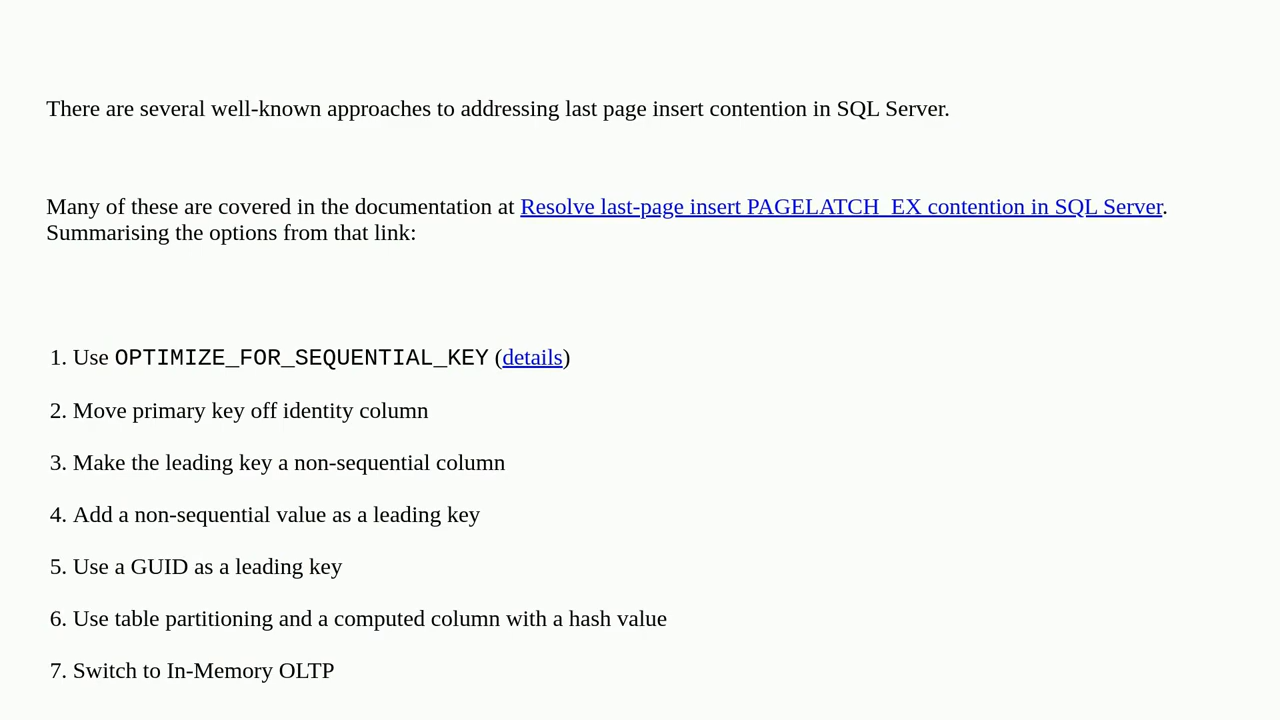 There are several well-known approaches to addressing last page insert contention in SQL Server.
Many of these are covered in the documentation at Resolve last-page insert PAGELATCH_EX contention in SQL Server.
Summarising the options from that link:
1. Use OPTIMIZE_FOR_SEQUENTIAL_KEY (details)
2. Move primary key off identity column
3. Make the leading key a non-sequential column
4. Add a non-sequential value as a leading key
5. Use a GUID as a leading key
6. Use table partitioning and a computed column with a hash value
7. Switch to In-Memory OLTP